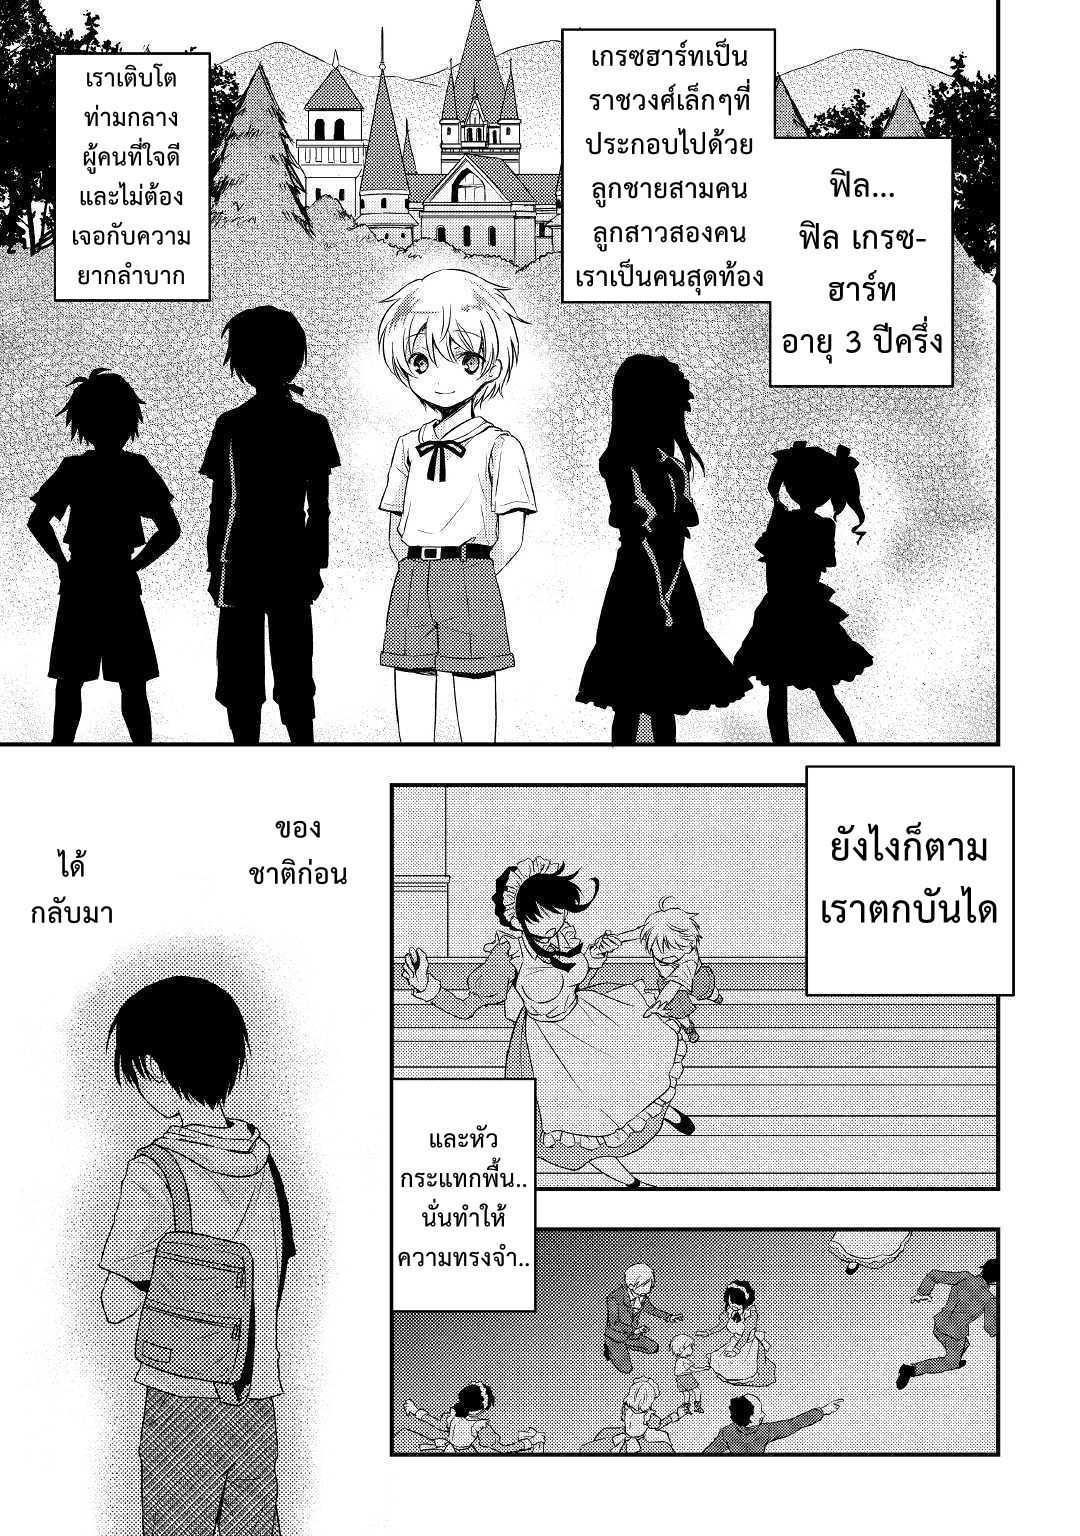 ฟิล...
ฟิล เกรซ-
ฮาร์ท
อายุ 3 ปีครึ่ง
เกรซฮาร์ทเป็น
ราชวงศ์เล็กๆที่
ประกอบไปด้วย
ลูกชายสามคน
ลูกสาวสองคน
เราเป็นคนสุดท้อง
เราเติบโต
ท่ามกลาง
ผู้คนที่ใจดี
และไม่ต้อง
เจอกับความ
ยากลำบาก
ยังไงก็ตาม
เราตกบันได
และหัว
กระแทกพื้น..
นั่นทำให้
ความทรงจำ..
ของ
ชาติก่อน
ได้
กลับมา